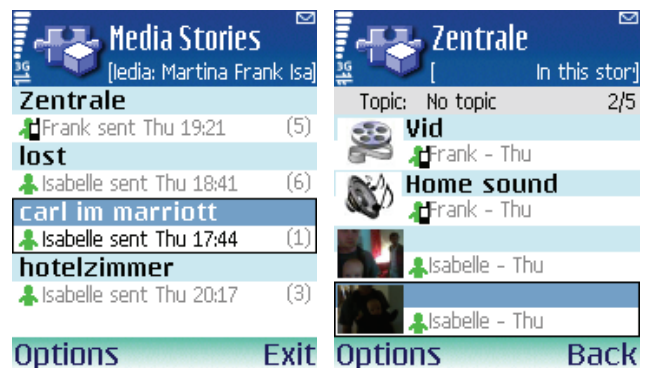 3G
Media Stories
[ledia: Martina Frank Isa]
Zentrale
Frank sent Thu 19:21 (5)
lost
Isabelle sent Thu 18:41 (6)
carl im marriott
Isabelle sent Thu 17:44 (1)
hotelzimmer
Isabelle sent Thu 20:17 (3)
Options Exit
3G
Zentrale
[ In this stor]
Topic: No topic 2/5
Vid
Frank - Thu
Home sound
Frank - Thu
Isabelle - Thu
Isabelle - Thu
Options Back